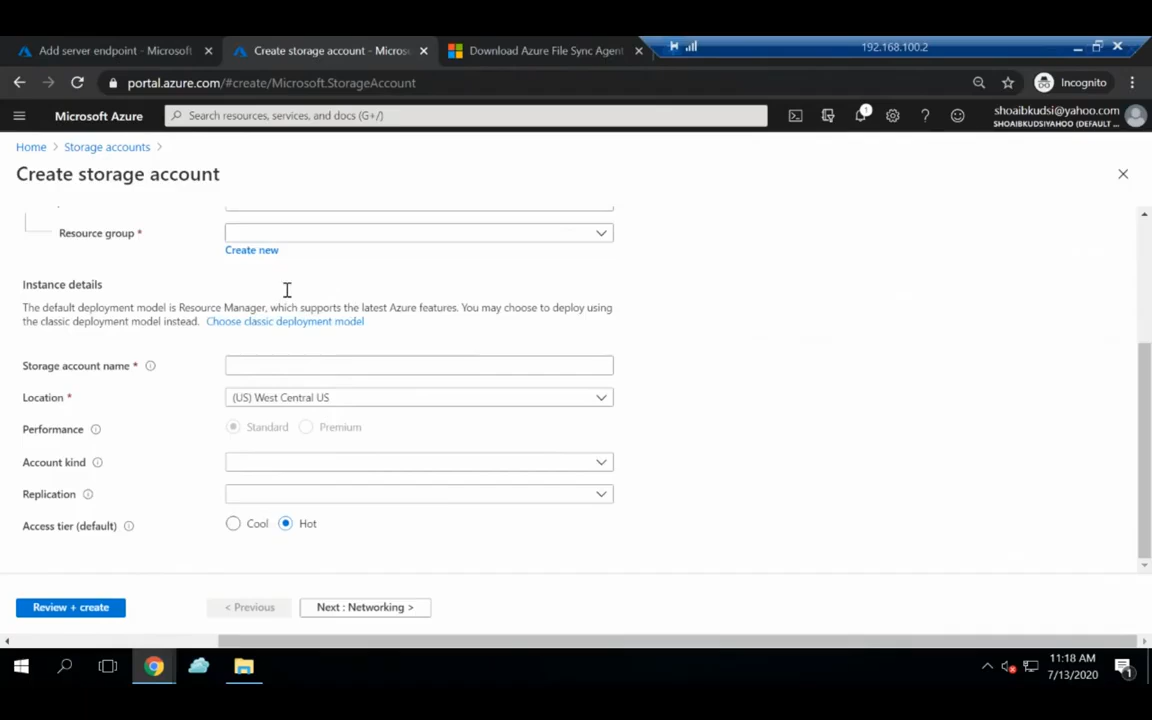 Add server endpoint - Microsoft
Create storage account - Micros
Download Azure File Sync Agent
192.168.100.2
portal.azure.com/#create/Microsoft.StorageAccount
Incognito
Microsoft Azure
Search resources, services, and docs (G+/)
1
shoaibkudsi@yahoo.com
SHOAIBKUDSIYAHOO (DEFAULT ...
Home > Storage accounts >
Create storage account
Resource group *
Create new
Instance details
The default deployment model is Resource Manager, which supports the latest Azure features. You may choose to deploy using
the classic deployment model instead. Choose classic deployment model
Storage account name *
Location *
(US) West Central US
Performance
Standard
Premium
Account kind
Replication
Access tier (default)
Cool
Hot
Review + create
< Previous
Next : Networking >
11:18 AM
7/13/2020
1